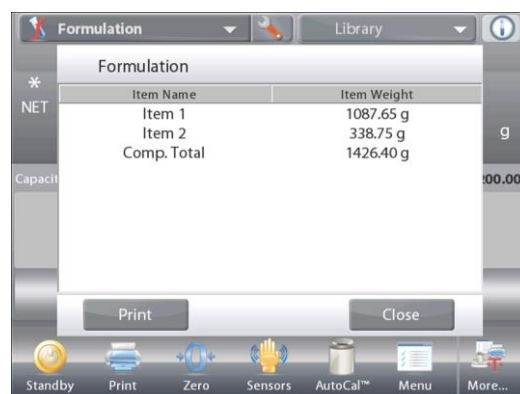 Formulation Library
Formulation
*
NET
Item Name Item Weight
Item 1 1087.65 g
Item 2 338.75 g
Comp. Total 1426.40 g
g
Capacit 200.00
Print Close
Standby Print Zero Sensors AutoCal™ Menu More...